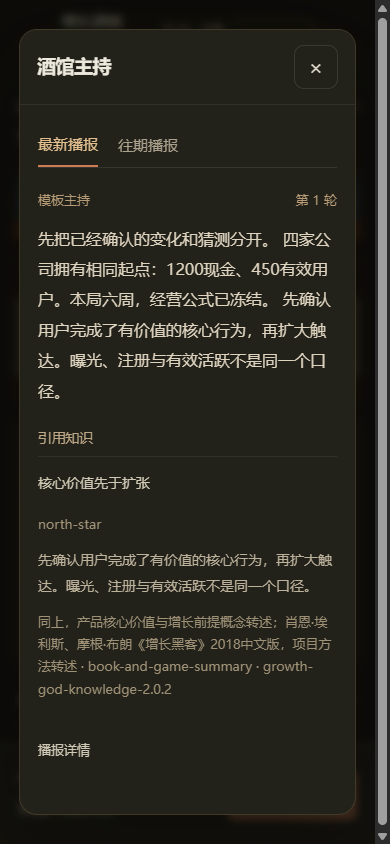 酒馆主持
×
最新播报 往期播报
模板主持 第 1 轮
先把已经确认的变化和猜测分开。 四家公
司拥有相同起点：1200现金、450有效用
户。本局六周，经营公式已冻结。 先确认
用户完成了有价值的核心行为，再扩大触
达。曝光、注册与有效活跃不是同一个口
径。
引用知识
核心价值先于扩张
north-star
先确认用户完成了有价值的核心行为，再扩大触
达。曝光、注册与有效活跃不是同一个口径。
同上，产品核心价值与增长前提概念转述；肖恩·埃
利斯、摩根·布朗《增长黑客》2018中文版，项目方
法转述 · book-and-game-summary · growth-
god-knowledge-2.0.2
播报详情